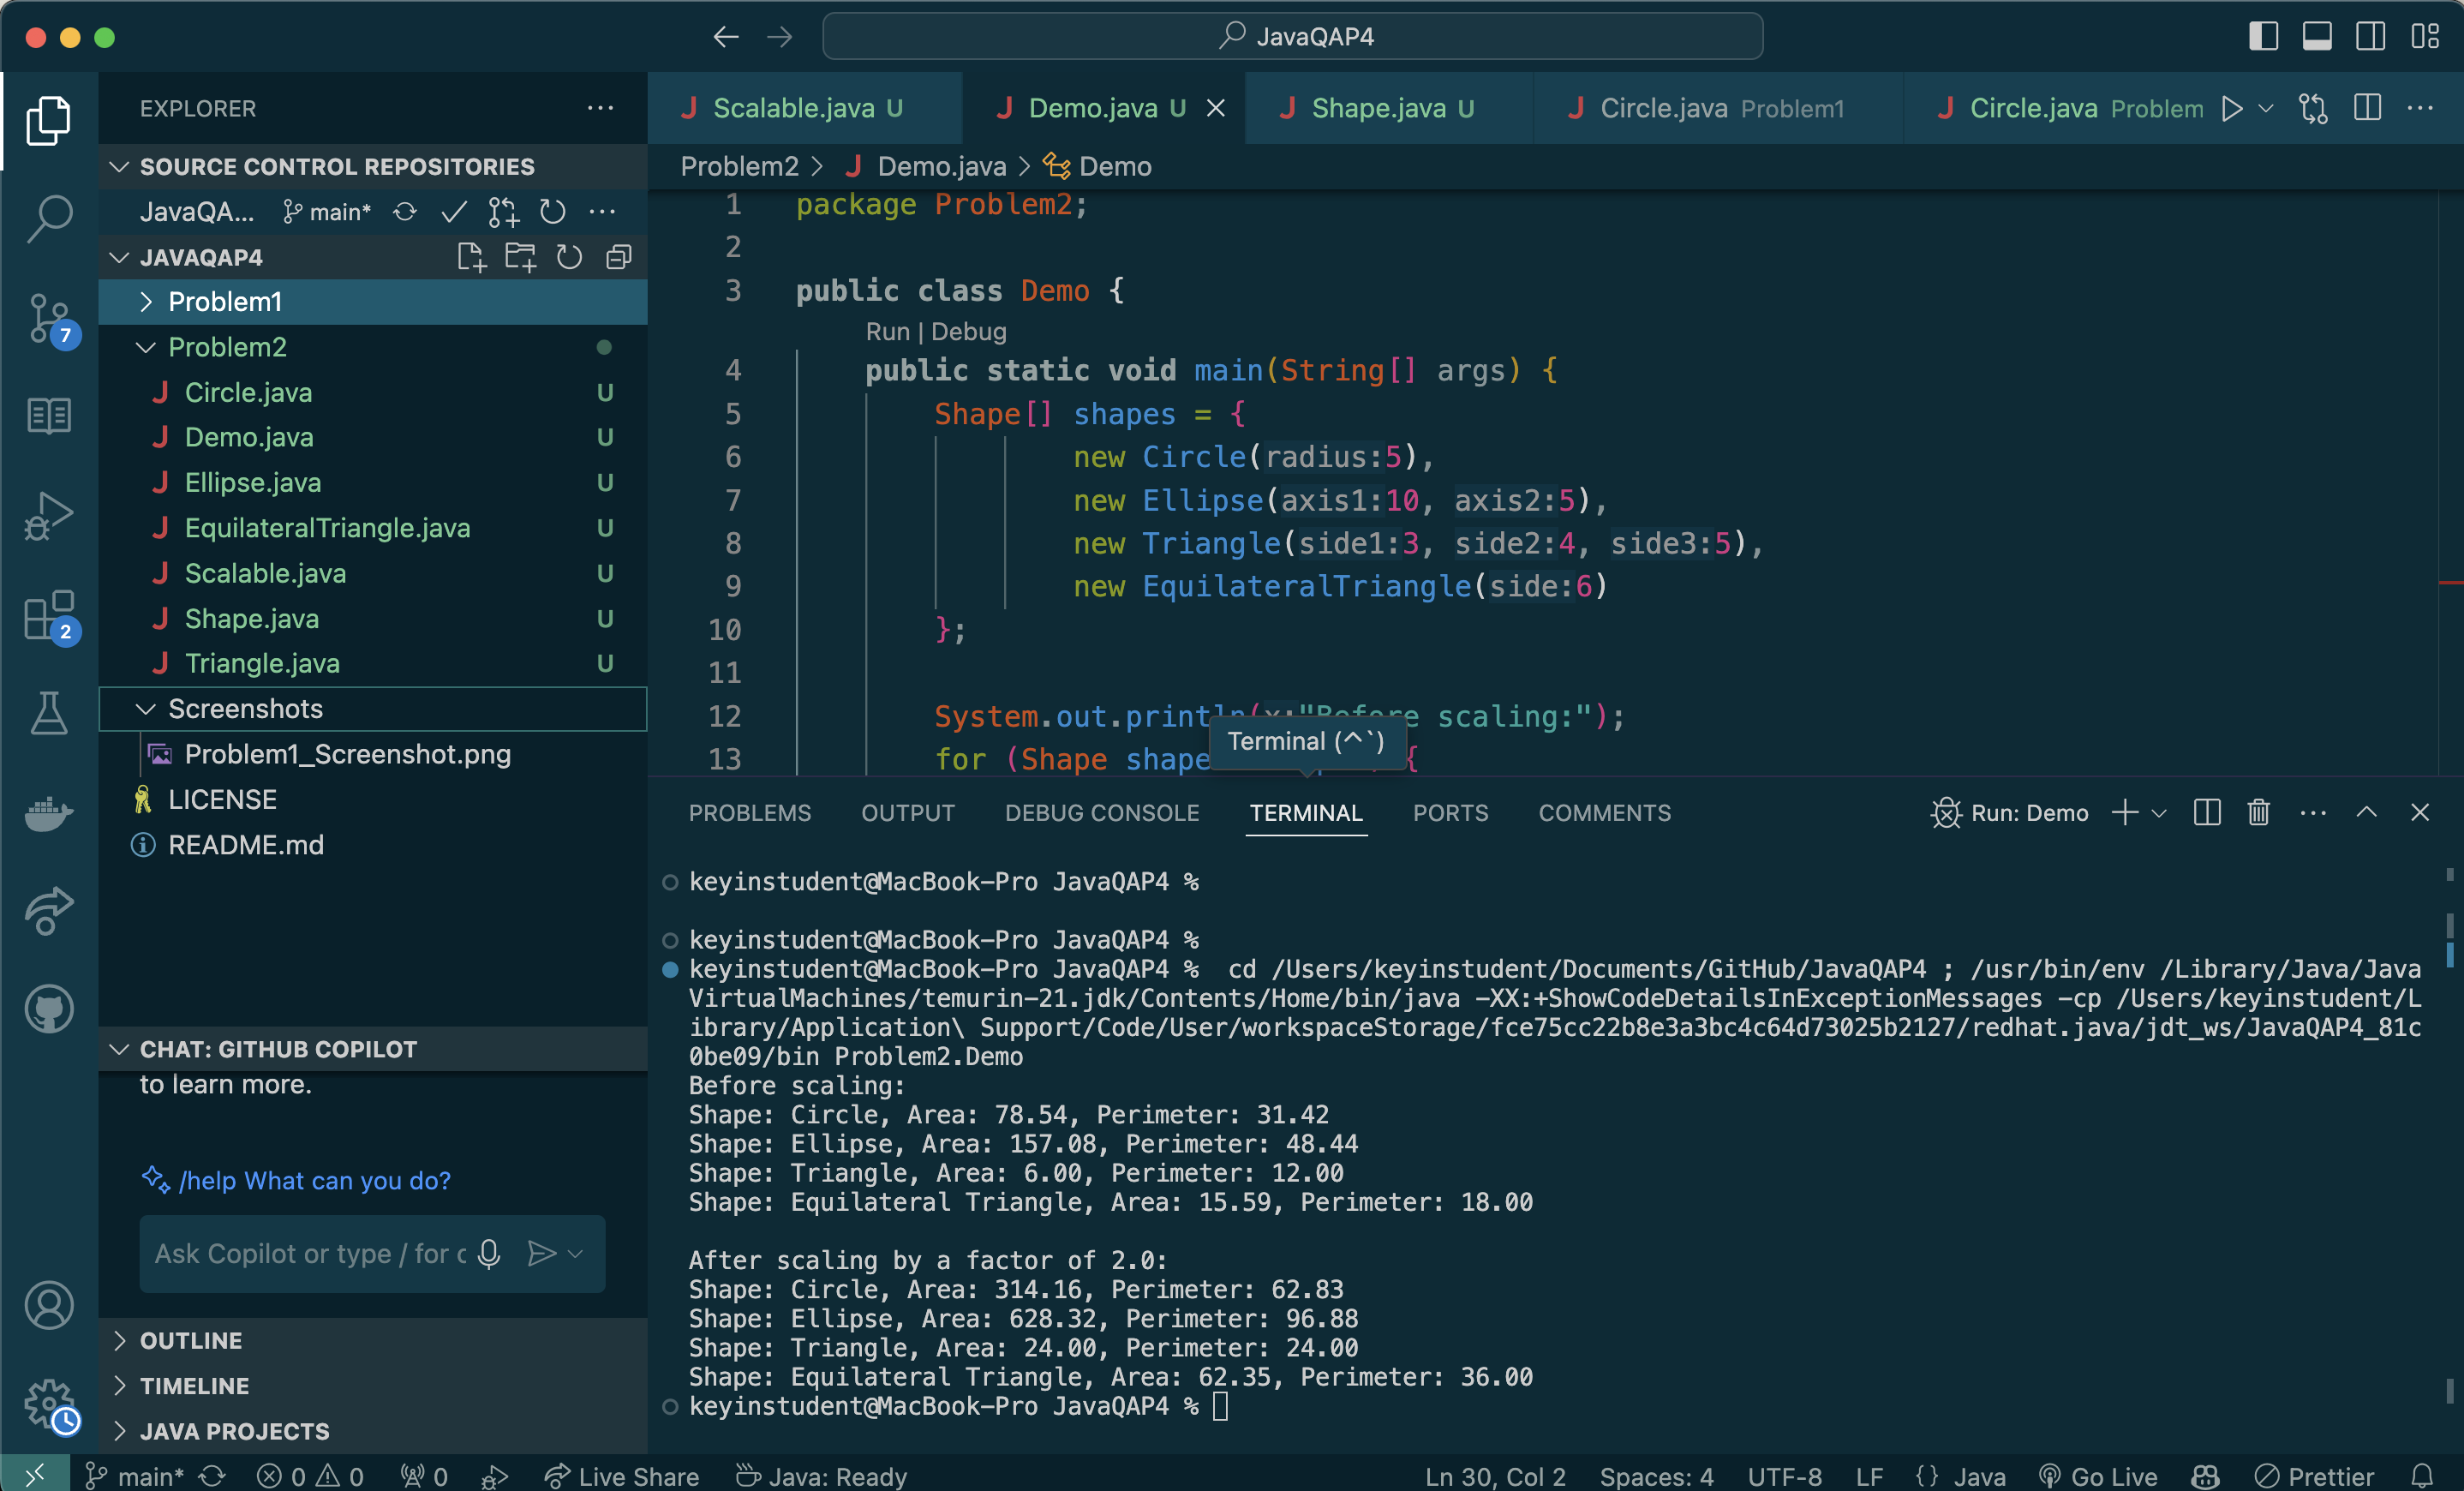 JavaQAP4
EXPLORER
SOURCE CONTROL REPOSITORIES
JavaQA... main*
JAVAQAP4
Problem1
Problem2
Circle.java U
Demo.java U
Ellipse.java U
EquilateralTriangle.java U
Scalable.java U
Shape.java U
Triangle.java U
Screenshots
Problem1_Screenshot.png
LICENSE
README.md
7
2
CHAT: GITHUB COPILOT
to learn more.
/help What can you do?
Ask Copilot or type / for c
OUTLINE
TIMELINE
JAVA PROJECTS
Scalable.java U Demo.java U Shape.java U Circle.java Problem1 Circle.java Problem
Problem2 > Demo.java > Demo
1 package Problem2;
2
3 public class Demo {
Run | Debug
4 public static void main(String[] args) {
5 Shape[] shapes = {
6 new Circle(radius:5),
7 new Ellipse(axis1:10, axis2:5),
8 new Triangle(side1:3, side2:4, side3:5),
9 new EquilateralTriangle(side:6)
10 };
11
12 System.out.println(x:"Before scaling:");
13 for (Shape shape {
Terminal (^`)
PROBLEMS OUTPUT DEBUG CONSOLE TERMINAL PORTS COMMENTS Run: Demo
keyinstudent@MacBook-Pro JavaQAP4 %
keyinstudent@MacBook-Pro JavaQAP4 %
keyinstudent@MacBook-Pro JavaQAP4 % cd /Users/keyinstudent/Documents/GitHub/JavaQAP4 ; /usr/bin/env /Library/Java/Java
VirtualMachines/temurin-21.jdk/Contents/Home/bin/java -XX:+ShowCodeDetailsInExceptionMessages -cp /Users/keyinstudent/L
ibrary/Application\ Support/Code/User/workspaceStorage/fce75cc22b8e3a3bc4c64d73025b2127/redhat.java/jdt_ws/JavaQAP4_81c
0be09/bin Problem2.Demo
Before scaling:
Shape: Circle, Area: 78.54, Perimeter: 31.42
Shape: Ellipse, Area: 157.08, Perimeter: 48.44
Shape: Triangle, Area: 6.00, Perimeter: 12.00
Shape: Equilateral Triangle, Area: 15.59, Perimeter: 18.00
After scaling by a factor of 2.0:
Shape: Circle, Area: 314.16, Perimeter: 62.83
Shape: Ellipse, Area: 628.32, Perimeter: 96.88
Shape: Triangle, Area: 24.00, Perimeter: 24.00
Shape: Equilateral Triangle, Area: 62.35, Perimeter: 36.00
keyinstudent@MacBook-Pro JavaQAP4 %
main* 0 0 0 Live Share Java: Ready Ln 30, Col 2 Spaces: 4 UTF-8 LF {} Java Go Live Prettier